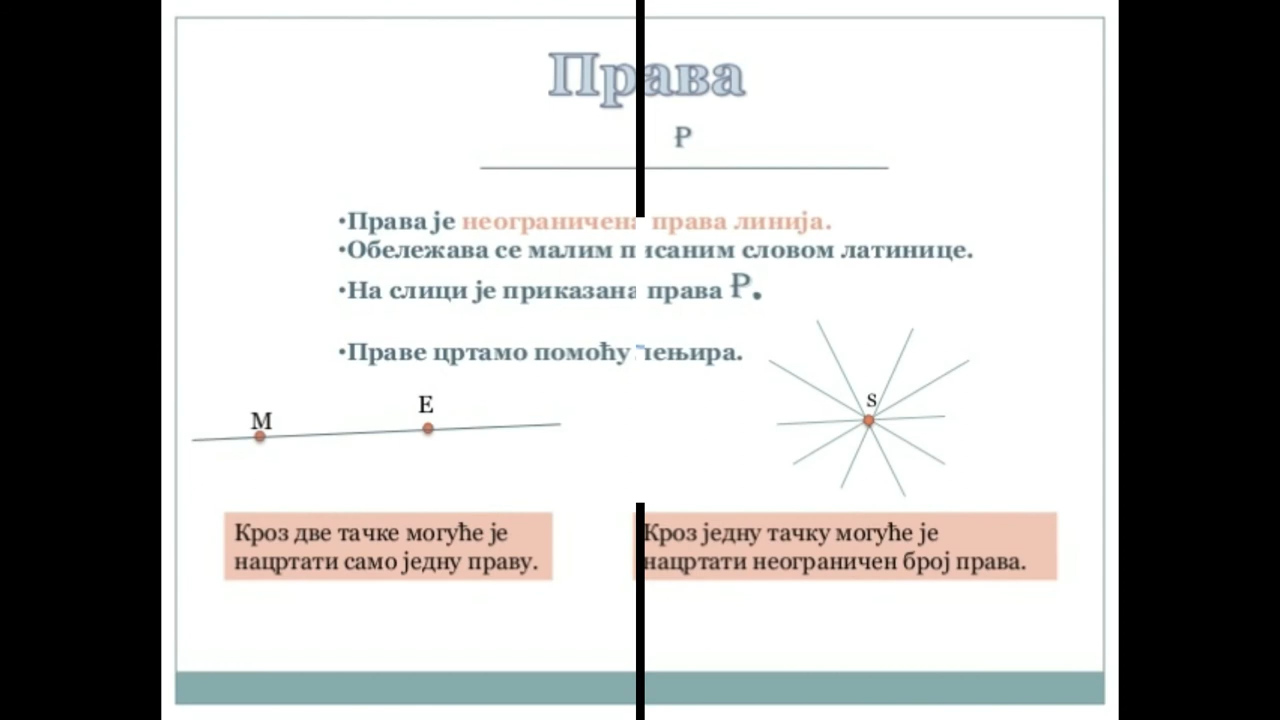 Права
P
•Права је неограничена права линија.
•Обележава се малим писаним словом латинице.
•На слици је приказана права P.
•Праве цртамо помоћу лењира.
M
E
s
Кроз две тачке могуће је
нацртати само једну праву.
Кроз једну тачку могуће је
нацртати неограничен број права.